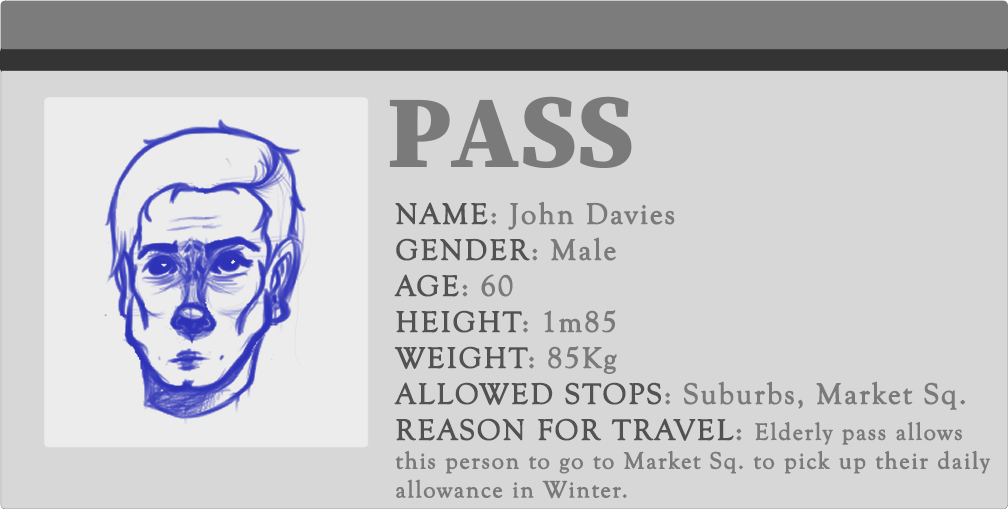 PASS
NAME: John Davies
GENDER: Male
AGE: 60
HEIGHT: 1m85
WEIGHT: 85Kg
ALLOWED STOPS: Suburbs, Market Sq.
REASON FOR TRAVEL: Elderly pass allows
this person to go to Market Sq. to pick up their daily
allowance in Winter.